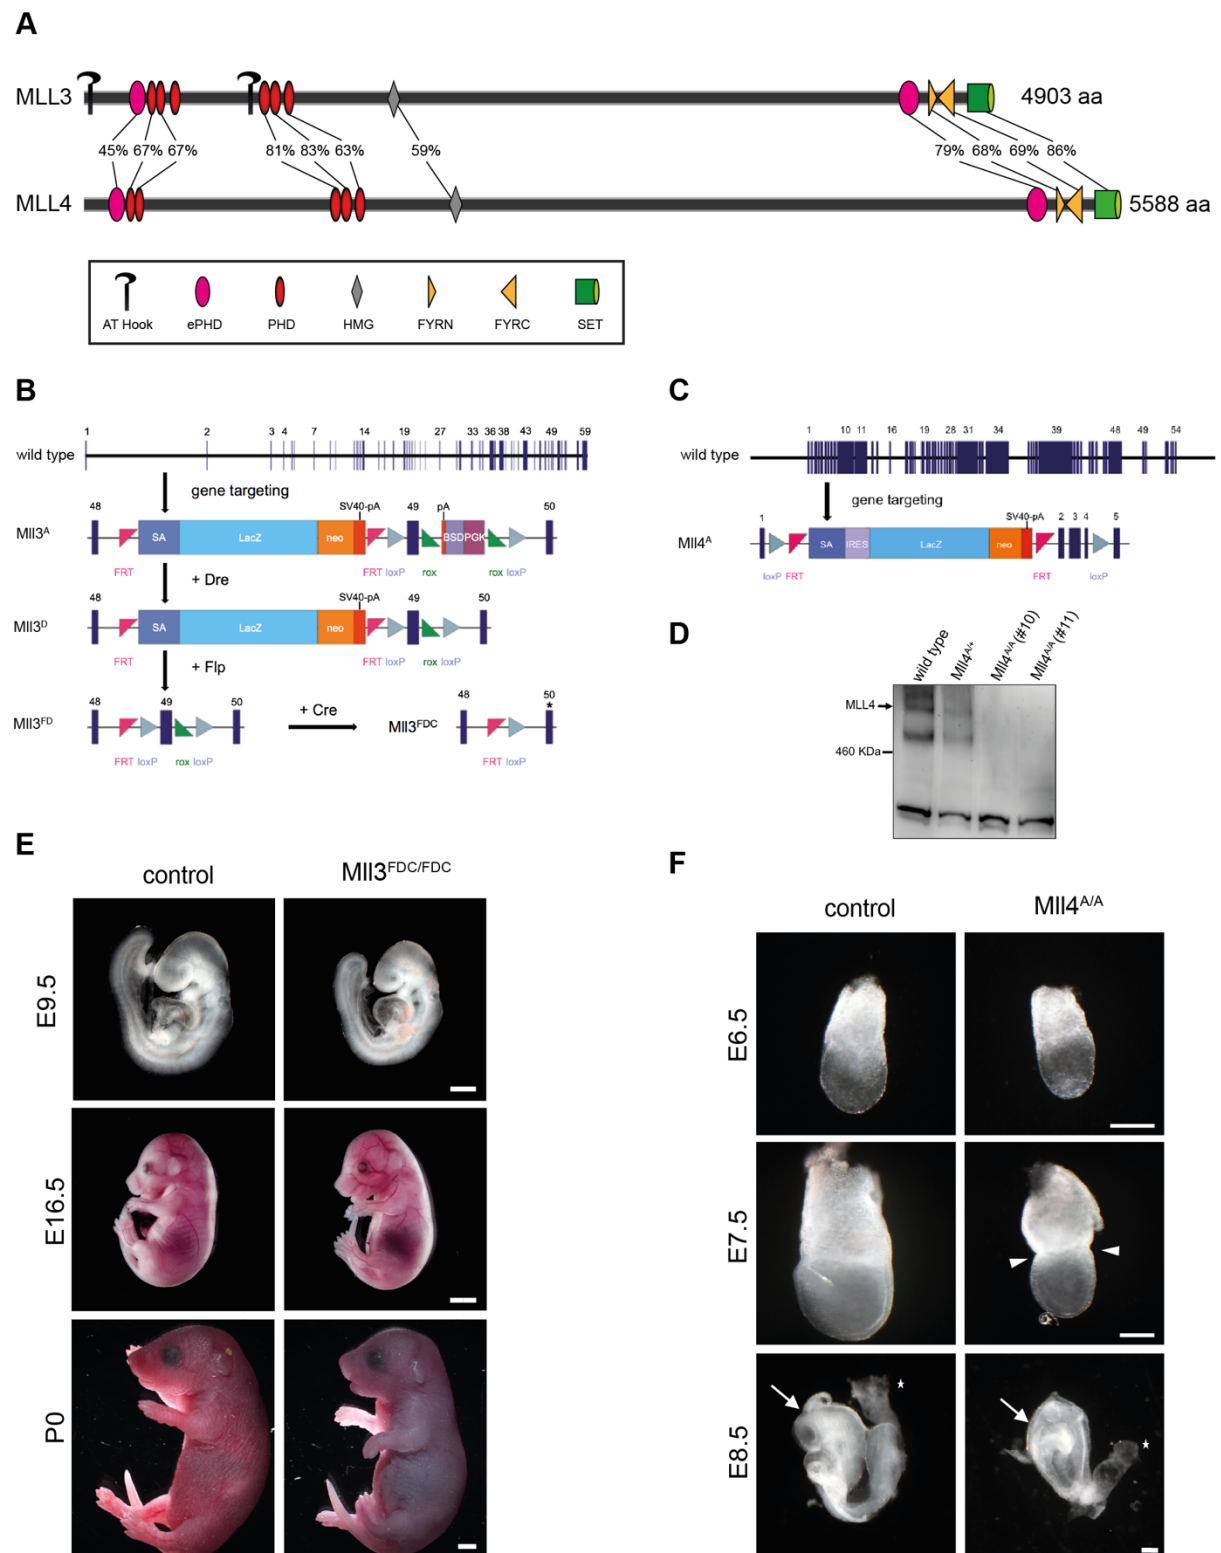 A
MLL3
4903 aa
45% 67% 67% 81% 83% 63% 59% 79% 68% 69% 86%
MLL4
5588 aa
AT Hook ePHD PHD HMG FYRN FYRC SET
B
1 2 3 4 7 14 19 27 33 36 38 43 49 59
wild type
gene targeting
48 SV40-pA 49 pA 50
Mll3A SA LacZ neo BSD PGK
FRT FRT loxP rox rox loxP
+ Dre
48 SV40-pA 49 50
Mll3D SA LacZ neo
FRT FRT loxP rox loxP
+ Flp
48 49 50
Mll3FD
+ Cre
Mll3FDC
48 50
*
FRT loxP rox loxP
FRT loxP
C
1 4 10 11 16 19 28 31 34 39 48 49 54
wild type
gene targeting
1 SV40-pA 2 3 4 5
Mll4A SA IRES LacZ neo
loxP FRT FRT loxP
D
wild type
Mll4A/+
Mll4A/A (#10)
Mll4A/A (#11)
MLL4
460 KDa
E
control Mll3FDC/FDC
E9.5
E16.5
P0
F
control Mll4A/A
E6.5
E7.5
E8.5